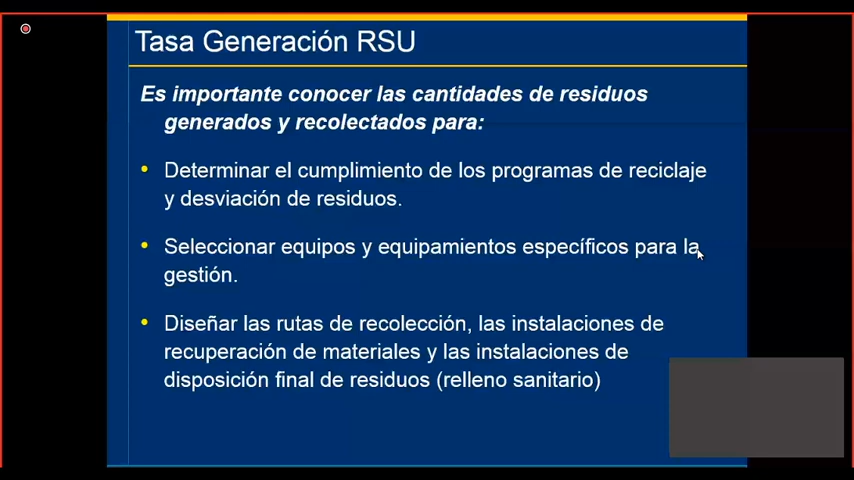 Tasa Generación RSU
Es importante conocer las cantidades de residuos
generados y recolectados para:
• Determinar el cumplimiento de los programas de reciclaje
y desviación de residuos.
• Seleccionar equipos y equipamientos específicos para la
gestión.
• Diseñar las rutas de recolección, las instalaciones de
recuperación de materiales y las instalaciones de
disposición final de residuos (relleno sanitario)